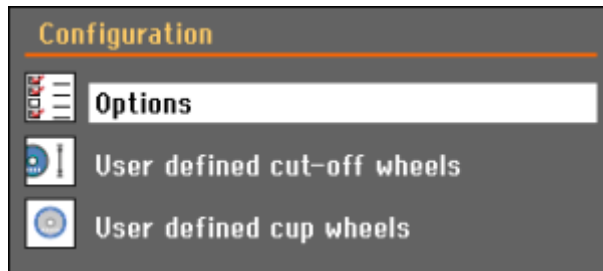 Configuration
Options
User defined cut-off wheels
User defined cup wheels